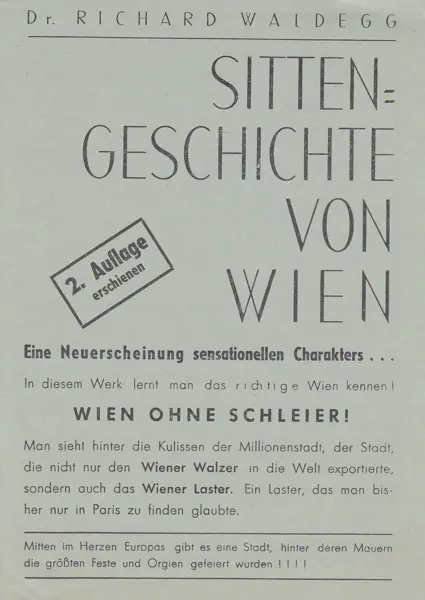 Dr. RICHARD WALDEGG
SITTEN=
GESCHICHTE
VON
WIEN
2. Auflage
erschienen
Eine Neuerscheinung sensationellen Charakters . . .
In diesem Werk lernt man das richtige Wien kennen!
WIEN OHNE SCHLEIER!
Man sieht hinter die Kulissen der Millionenstadt, der Stadt,
die nicht nur den Wiener Walzer in die Welt exportierte,
sondern auch das Wiener Laster. Ein Laster, das man bis-
her nur in Paris zu finden glaubte.
Mitten im Herzen Europas gibt es eine Stadt, hinter deren Mauern
die größten Feste und Orgien gefeiert wurden ! ! ! !